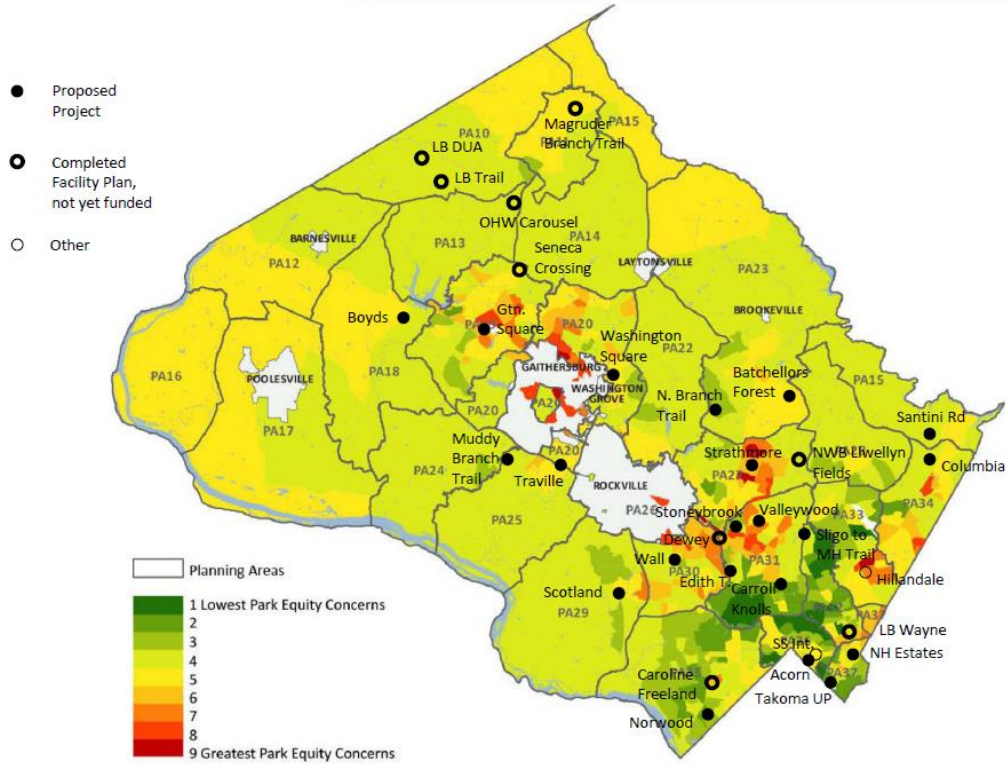 Proposed
Project
Completed
Facility Plan,
not yet funded
Other
PA10
PA15
Magruder
Branch Trail
LB DUA
LB Trail
OHW Carousel
BARNESVILLE
PA13
PA14
Seneca
Crossing
LAYTONSVILLE
PA12
PA23
BROOKEVILLE
Boyds
Gtn.
Square
PA20
Washington
Square
PA22
GAITHERSBURG
WASHINGTON
GROVE
PA16
POOLESVILLE
PA18
PA20
PA20
Batchellors
Forest
PA15
N. Branch
Trail
PA17
Santini Rd
Muddy
Branch
Trail
PA24
PA20
Traville
Strathmore
NWB Llwellyn
Fields
Columbia
ROCKVILLE
PA26
PA25
Stoneybrook
Valleywood
PA33
PA34
Dewey
Sligo to
MH Trail
Planning Areas
Wall
PA30
PA31
Edith T.
Carroll
Knolls
Hillandale
Scotland
PA29
1 Lowest Park Equity Concerns
2
3
4
5
6
7
8
9 Greatest Park Equity Concerns
LB Wayne
SS Int.
NH Estates
PA37
Acorn
Takoma UP
Caroline
Freeland
Norwood